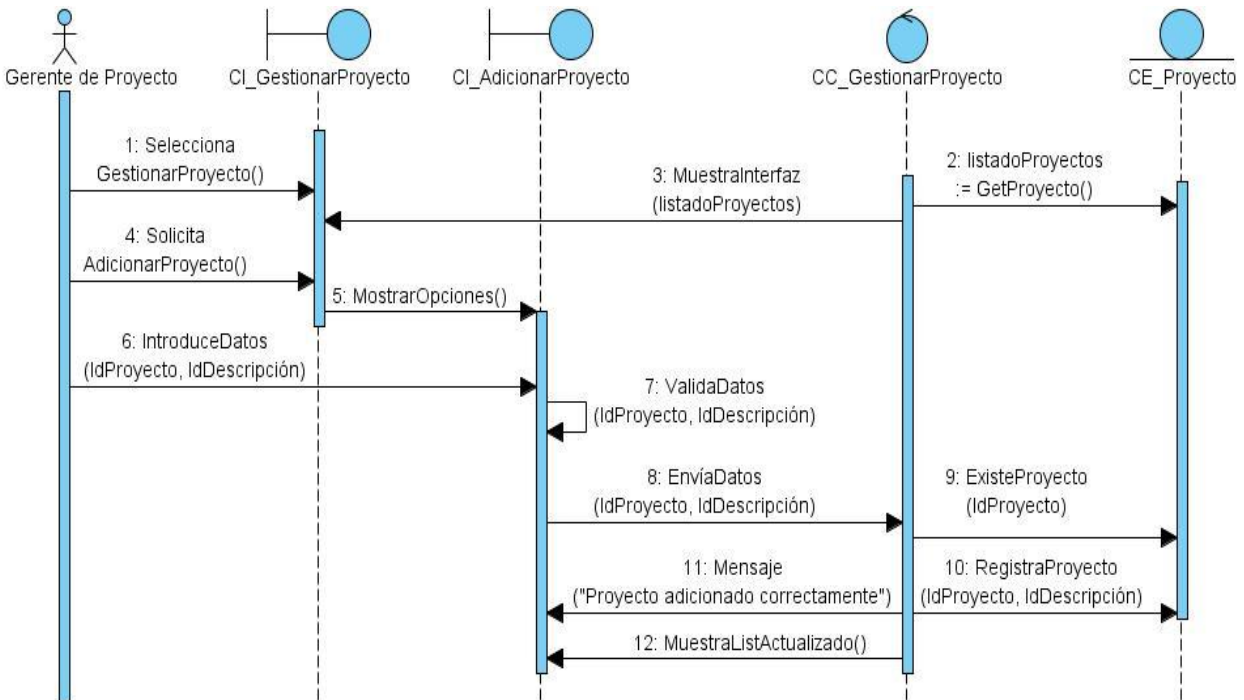 Gerente de Proyecto
CI_GestionarProyecto
CI_AdicionarProyecto
CC_GestionarProyecto
CE_Proyecto
1: Selecciona
GestionarProyecto()
2: listadoProyectos
:= GetProyecto()
3: MuestraInterfaz
(listadoProyectos)
4: Solicita
AdicionarProyecto()
5: MostrarOpciones()
6: IntroduceDatos
(IdProyecto, IdDescripción)
7: ValidaDatos
(IdProyecto, IdDescripción)
8: EnvíaDatos
(IdProyecto, IdDescripción)
9: ExisteProyecto
(IdProyecto)
11: Mensaje
("Proyecto adicionado correctamente")
10: RegistraProyecto
(IdProyecto, IdDescripción)
12: MuestraListActualizado()